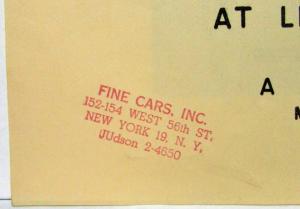 AT L
A
FINE CARS, INC.
152-154 WEST 56th ST,
NEW YORK 19, N. Y,
JUdson 2-4650